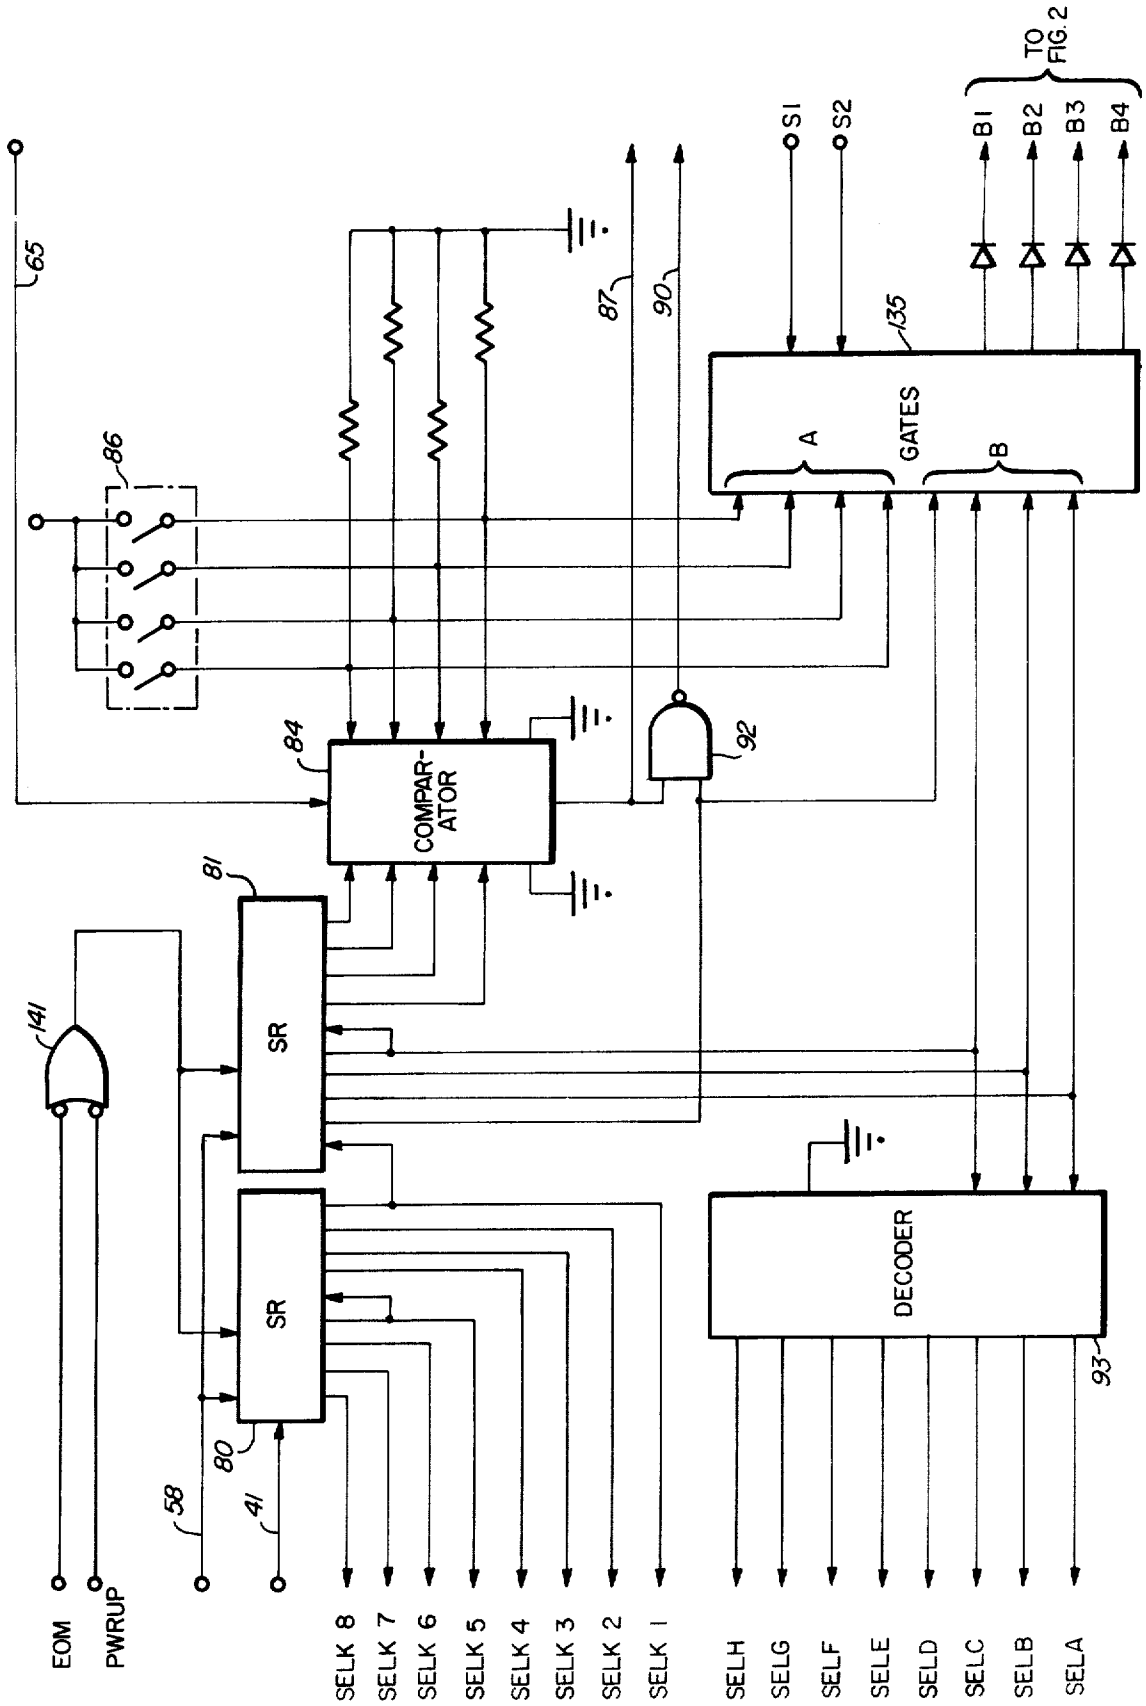 EOM
PWRUP
141
58
41
80
SR
81
SR
65
86
84
COMPAR-
ATOR
87
90
92
SELK 8
SELK 7
SELK 6
SELK 5
SELK 4
SELK 3
SELK 2
SELK 1
SELH
SELG
SELF
SELE
SELD
SELC
SELB
SELA
DECODER
93
A
GATES
B
135
S1
S2
B1
B2
B3
B4
TO
FIG. 2